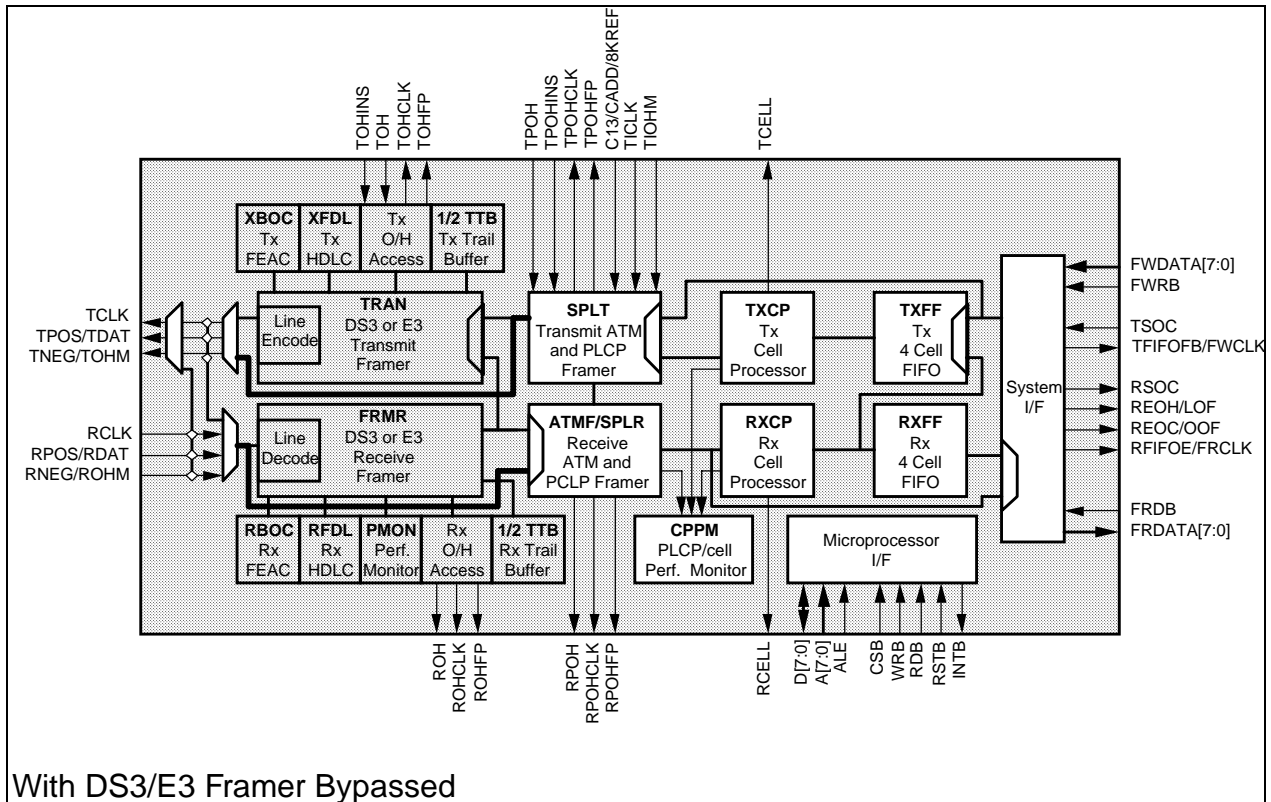 TOHINS
TOH
TOHCLK
TOHFP
TPOH
TPOHINS
TPOHCLK
TPOHFP
C13/CADD/8KREF
TICLK
TIOHM
TCELL
XBOC
Tx
FEAC
XFDL
Tx
HDLC
Tx
O/H
Access
1/2 TTB
Tx Trail
Buffer
TCLK
TPOS/TDAT
TNEG/TOHM
Line
Encode
TRAN
DS3 or E3
Transmit
Framer
SPLT
Transmit ATM
and PLCP
Framer
TXCP
Tx
Cell
Processor
TXFF
Tx
4 Cell
FIFO
System
I/F
FWDATA[7:0]
FWRB
TSOC
TFIFOFB/FWCLK
RSOC
REOH/LOF
REOC/OOF
RFIFOE/FRCLK
FRDB
FRDATA[7:0]
RCLK
RPOS/RDAT
RNEG/ROHM
Line
Decode
FRMR
DS3 or E3
Receive
Framer
ATMF/SPLR
Receive
ATM and
PCLP Framer
RXCP
Rx
Cell
Processor
RXFF
Rx
4 Cell
FIFO
RBOC
Rx
FEAC
RFDL
Rx
HDLC
PMON
Perf.
Monitor
Rx
O/H
Access
1/2 TTB
Rx Trail
Buffer
CPPM
PLCP/cell
Perf. Monitor
Microprocessor
I/F
ROH
ROHCLK
ROHFP
RPOH
RPOHCLK
RPOHFP
RCELL
D[7:0]
A[7:0]
ALE
CSB
WRB
RDB
RSTB
INTB
With DS3/E3 Framer Bypassed